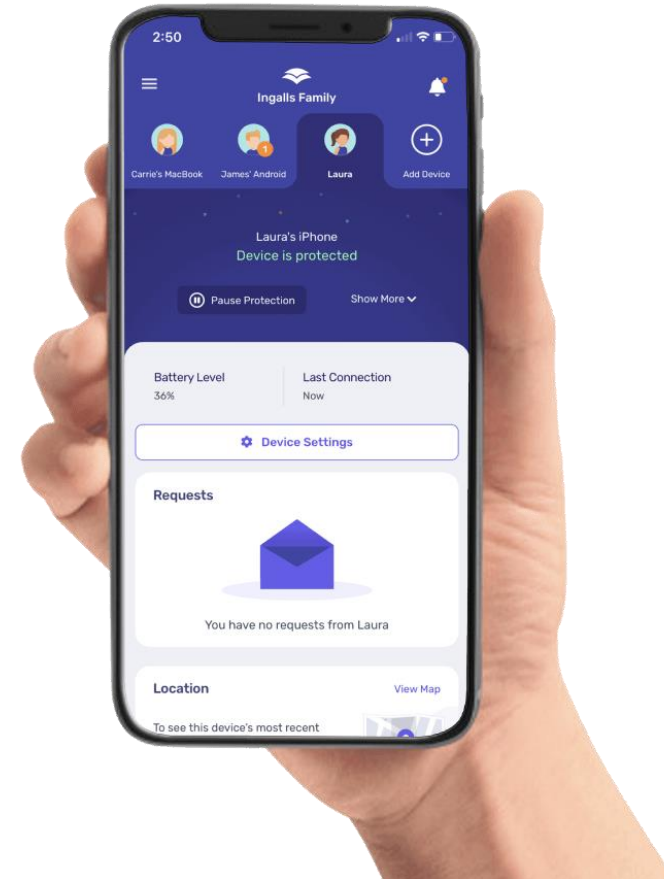 2:50
Ingalls Family
Carrie's MacBook
James' Android
1
Laura
Add Device
Laura's iPhone
Device is protected
Pause Protection
Show More
Battery Level
Last Connection
36%
Now
Device Settings
Requests
You have no requests from Laura
Location
View Map
To see this device's most recent